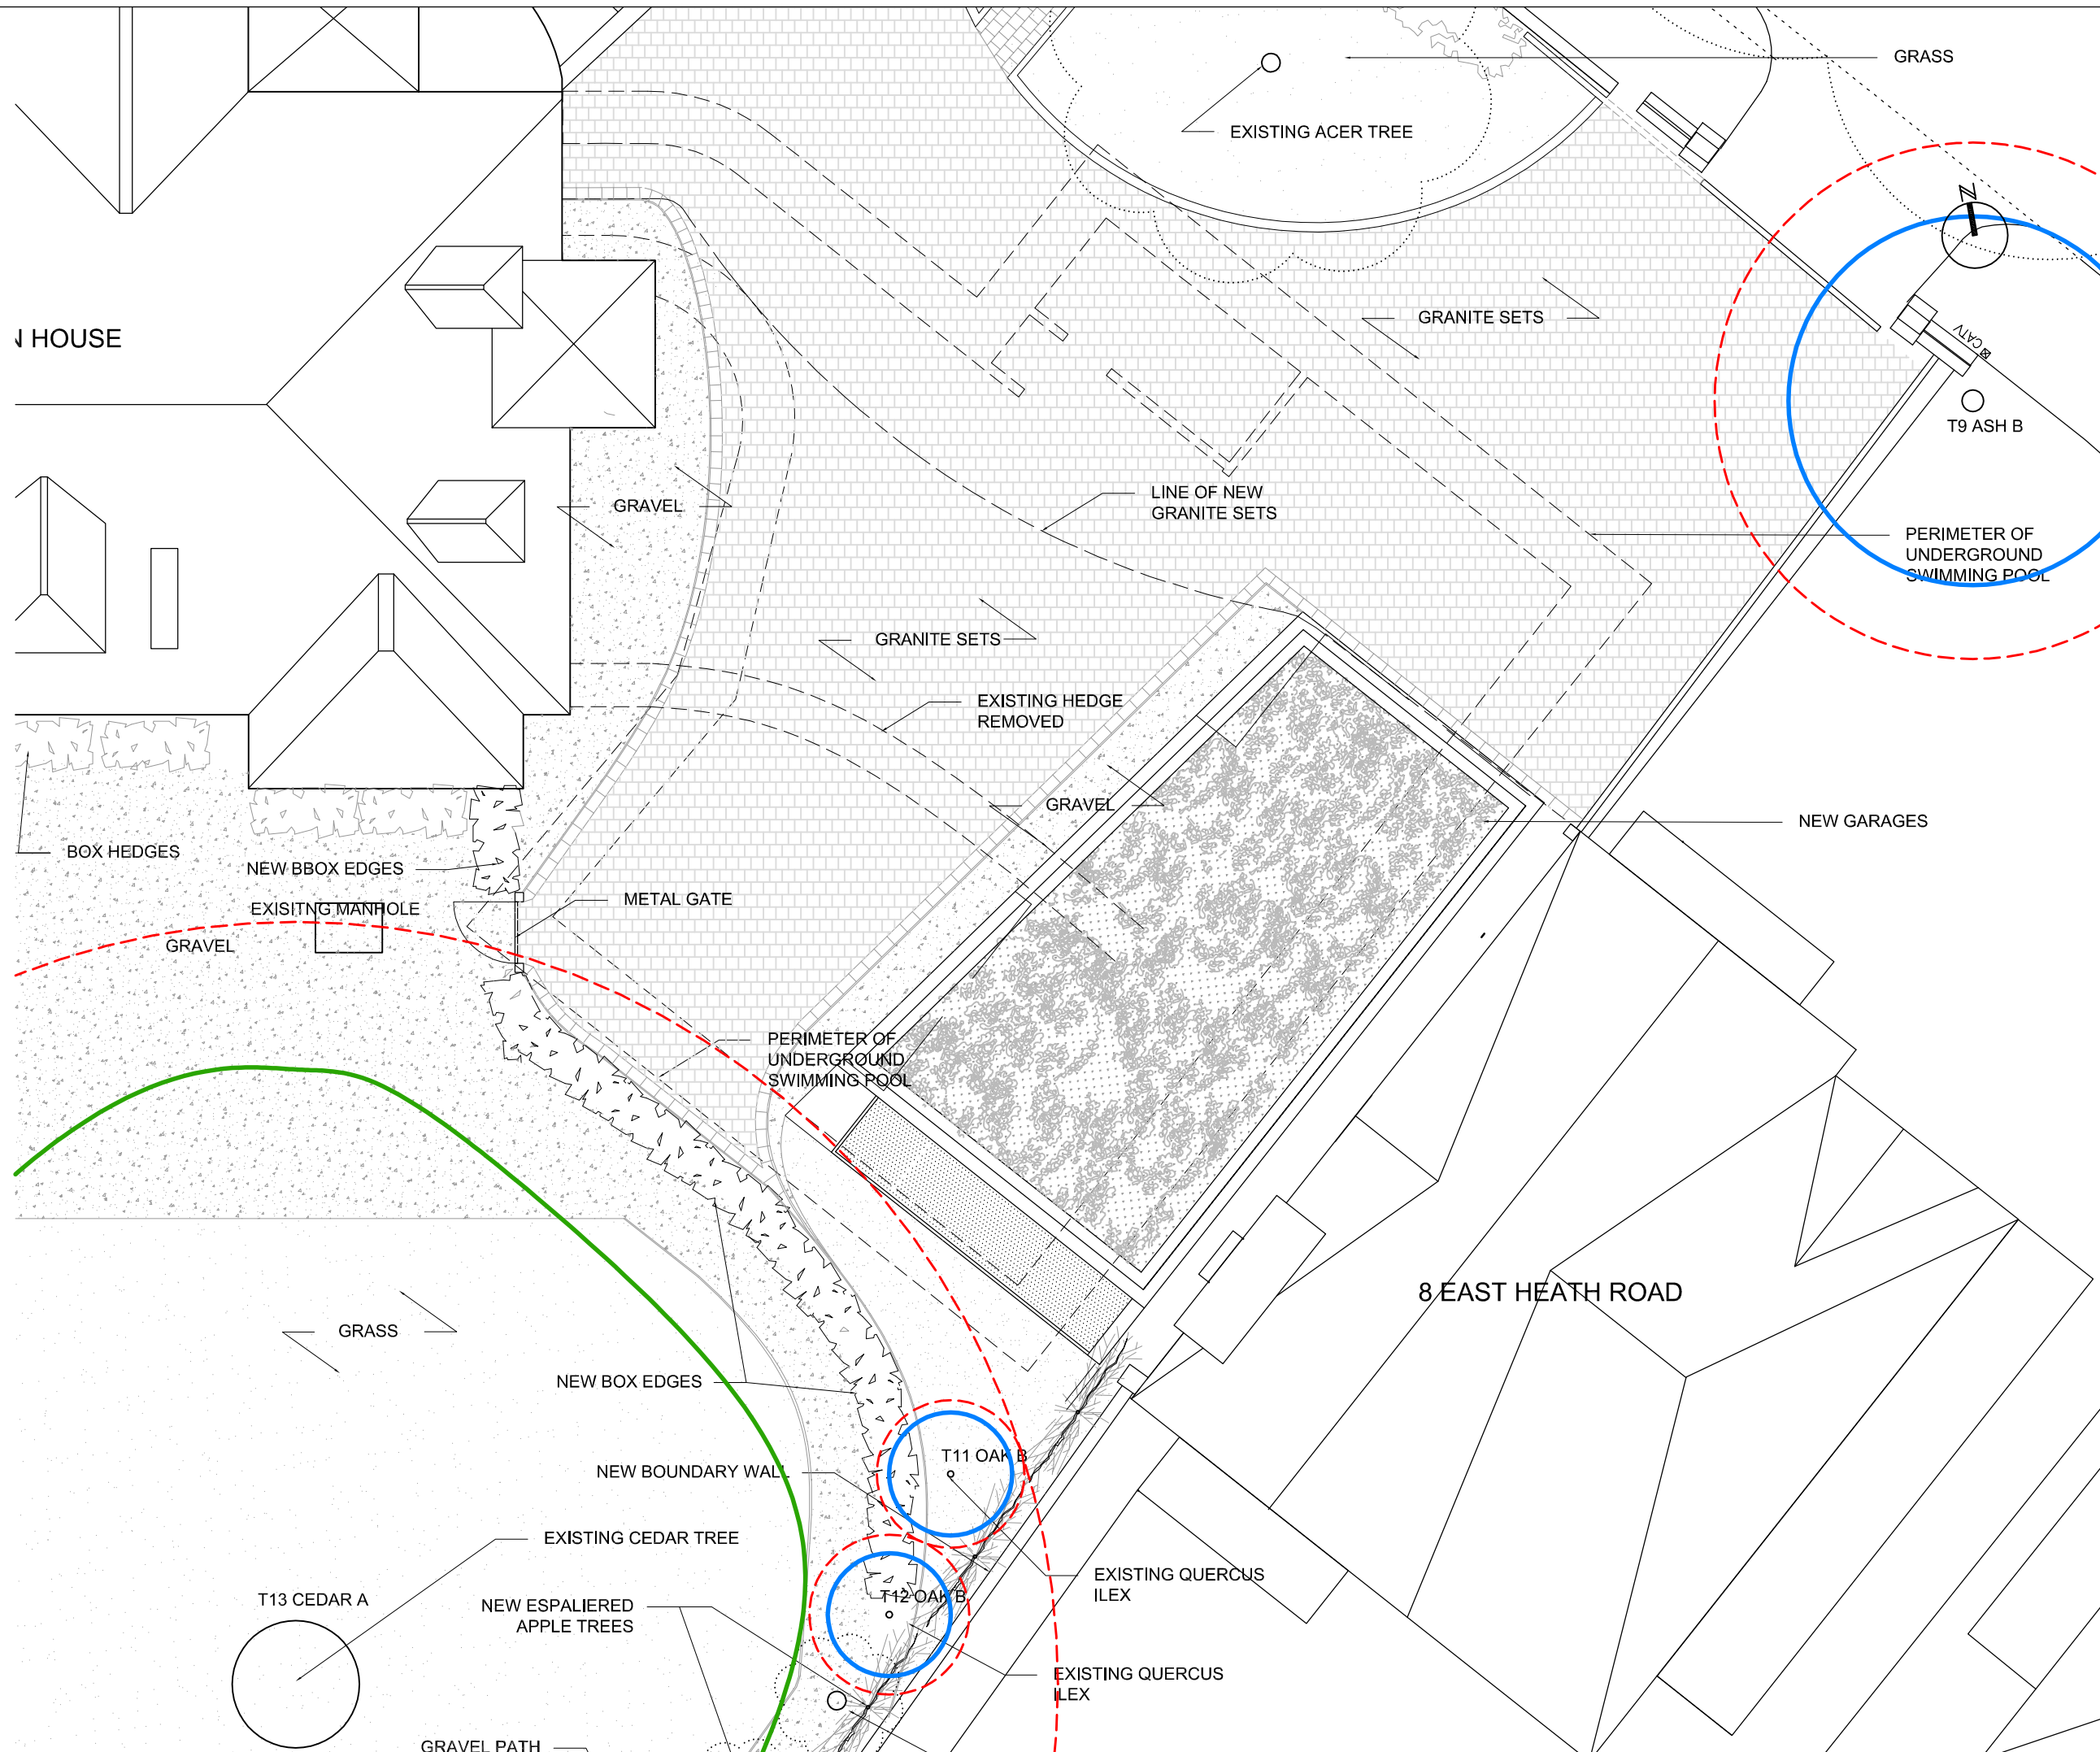 GRASS
EXISTING ACER TREE
N
CATV
GRANITE SETS
N HOUSE
T9 ASH B
LINE OF NEW
GRANITE SETS
GRAVEL
PERIMETER OF
UNDERGROUND
SWIMMING POOL
GRANITE SETS
EXISTING HEDGE
REMOVED
GRAVEL
NEW GARAGES
BOX HEDGES
NEW BBOX EDGES
METAL GATE
EXISITNG MANHOLE
GRAVEL
PERIMETER OF
UNDERGROUND
SWIMMING POOL
8 EAST HEATH ROAD
GRASS
NEW BOX EDGES
T11 OAK B
NEW BOUNDARY WALL
EXISTING CEDAR TREE
EXISTING QUERCUS
ILEX
T13 CEDAR A
T12 OAK B
NEW ESPALIERED
APPLE TREES
EXISTING QUERCUS
ILEX
GRAVEL PATH